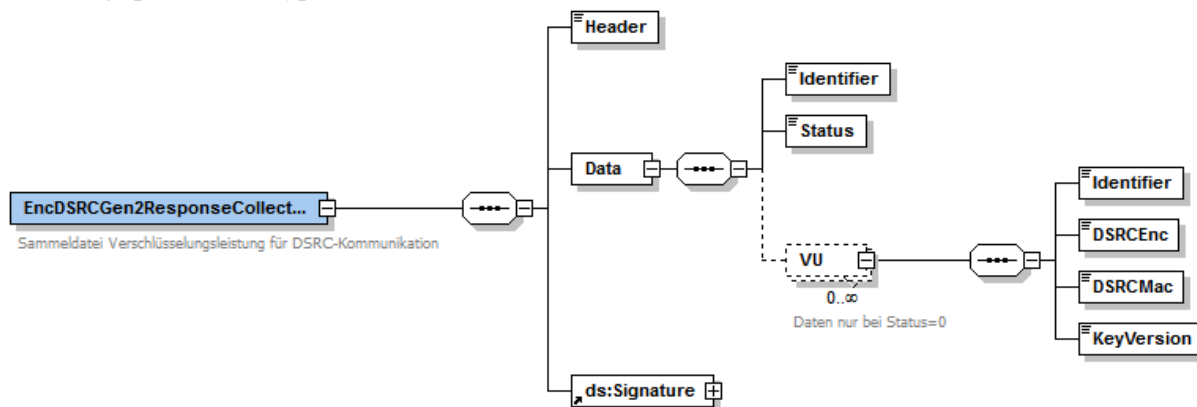 Header
Identifier
Status
Data
Identifier
EncDSRCGen2ResponseCollect...
DSRCEnc
Sammeldatei Verschlüsselungsleistung für DSRC-Kommunikation
VU
DSRCMac
0..∞
Daten nur bei Status=0
KeyVersion
ds:Signature